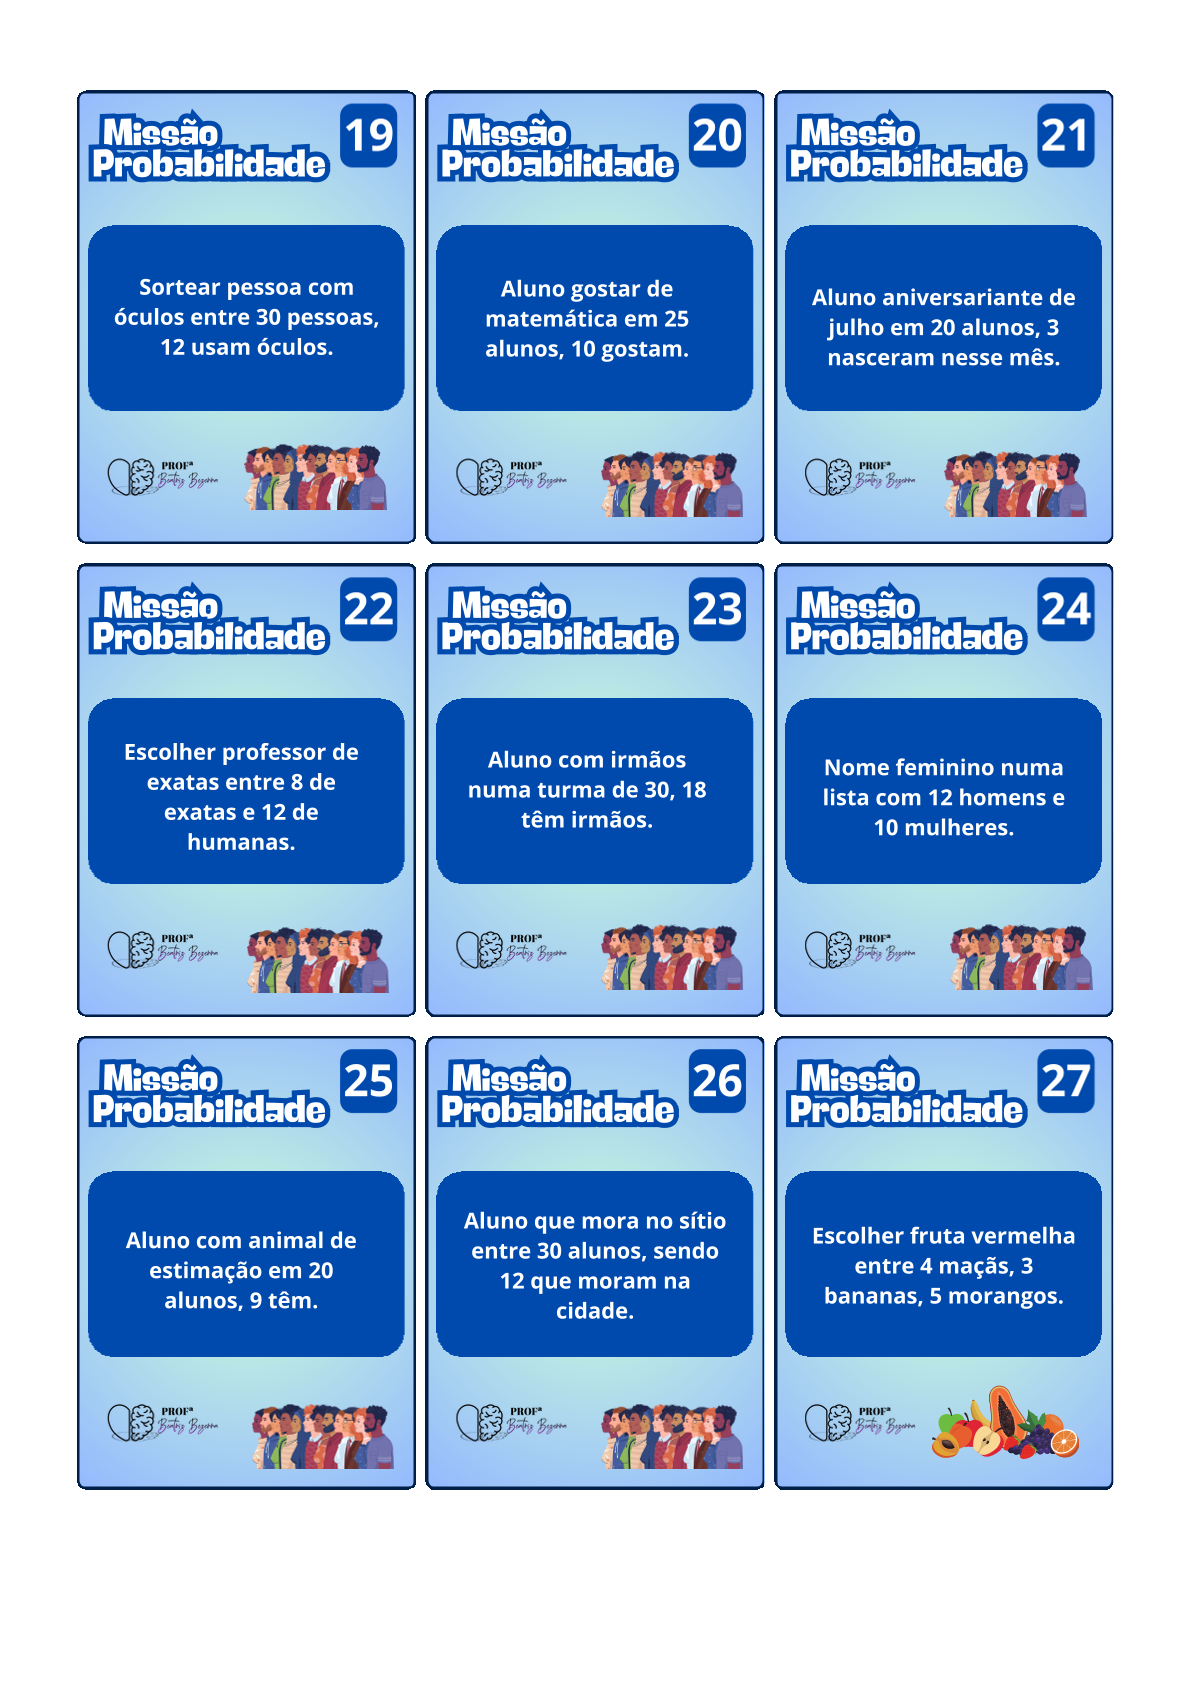 Missão
Probabilidade
19
Sortear pessoa com
óculos entre 30 pessoas,
12 usam óculos.
PROFª
Beatriz Bezerra
Missão
Probabilidade
20
Aluno gostar de
matemática em 25
alunos, 10 gostam.
PROFª
Beatriz Bezerra
Missão
Probabilidade
21
Aluno aniversariante de
julho em 20 alunos, 3
nasceram nesse mês.
PROFª
Beatriz Bezerra
Missão
Probabilidade
22
Escolher professor de
exatas entre 8 de
exatas e 12 de
humanas.
PROFª
Beatriz Bezerra
Missão
Probabilidade
23
Aluno com irmãos
numa turma de 30, 18
têm irmãos.
PROFª
Beatriz Bezerra
Missão
Probabilidade
24
Nome feminino numa
lista com 12 homens e
10 mulheres.
PROFª
Beatriz Bezerra
Missão
Probabilidade
25
Aluno com animal de
estimação em 20
alunos, 9 têm.
PROFª
Beatriz Bezerra
Missão
Probabilidade
26
Aluno que mora no sítio
entre 30 alunos, sendo
12 que moram na
cidade.
PROFª
Beatriz Bezerra
Missão
Probabilidade
27
Escolher fruta vermelha
entre 4 maçãs, 3
bananas, 5 morangos.
PROFª
Beatriz Bezerra